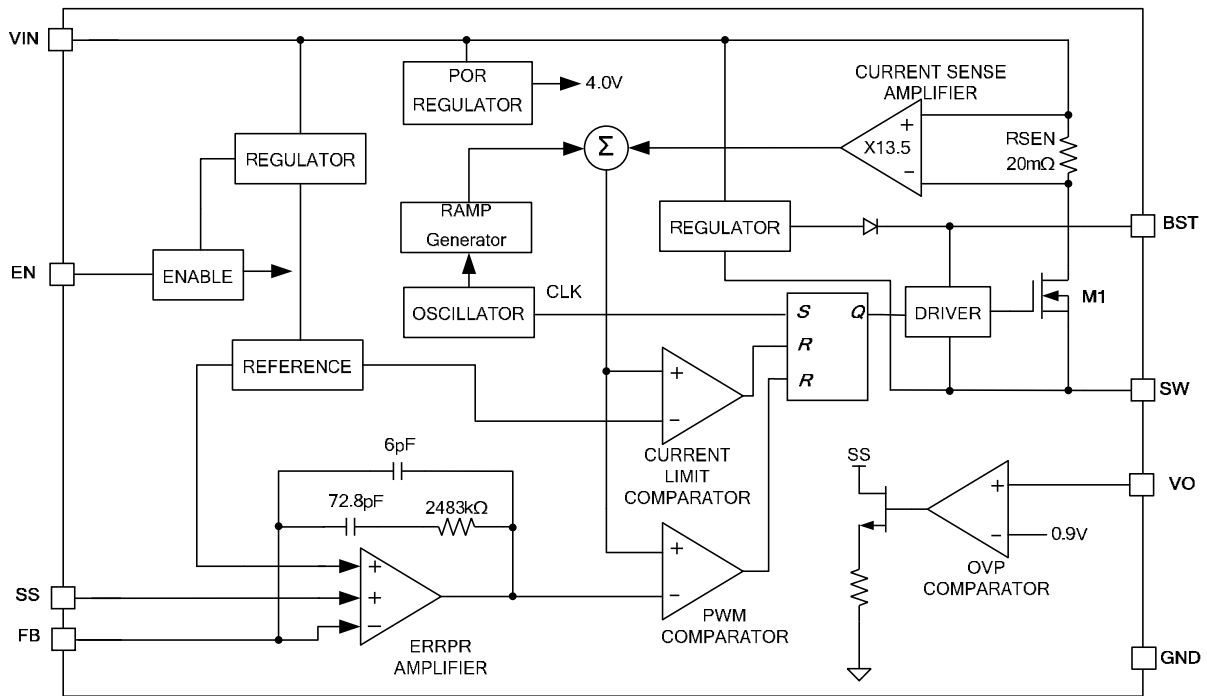 VIN
POR
REGULATOR
4.0V
CURRENT SENSE
AMPLIFIER
+
X13.5
−
RSEN
20mΩ
Σ
REGULATOR
RAMP
Generator
REGULATOR
BST
EN
ENABLE
OSCILLATOR
CLK
S
Q
R
R
DRIVER
M1
REFERENCE
+
−
CURRENT
LIMIT
COMPARATOR
SW
6pF
72.8pF
2483kΩ
SS
+
−
0.9V
OVP
COMPARATOR
VO
+
−
PWM
COMPARATOR
+
+
−
ERRPR
AMPLIFIER
SS
FB
GND